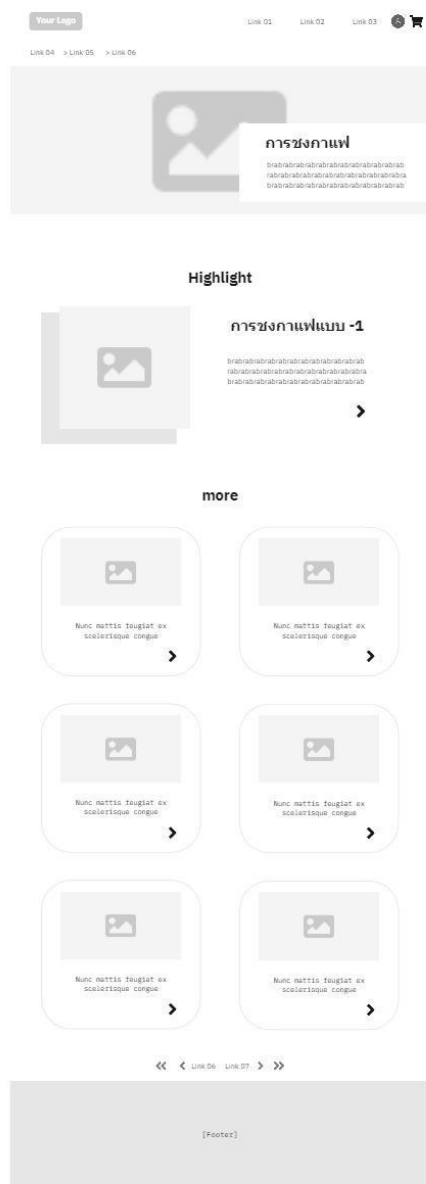 Your Logo
Link 01 Link 02 Link 03 A
Link 04 > Link 05 > Link 06
การชงกาแฟ
brabrabrabrabrabrabrabrabrabrabrab
rabrabrabrabrabrabrabrabrabrabrabra
brabrabrabrabrabrabrabrabrabrabrab
Highlight
การชงกาแฟแบบ -1
brabrabrabrabrabrabrabrabrabrabrab
rabrabrabrabrabrabrabrabrabrabrabra
brabrabrabrabrabrabrabrabrabrabrab
more
Nunc mattis feugiat ex
scelerisque congue
Nunc mattis feugiat ex
scelerisque congue
Nunc mattis feugiat ex
scelerisque congue
Nunc mattis feugiat ex
scelerisque congue
Nunc mattis feugiat ex
scelerisque congue
Nunc mattis feugiat ex
scelerisque congue
Link 06 Link 07
[Footer]